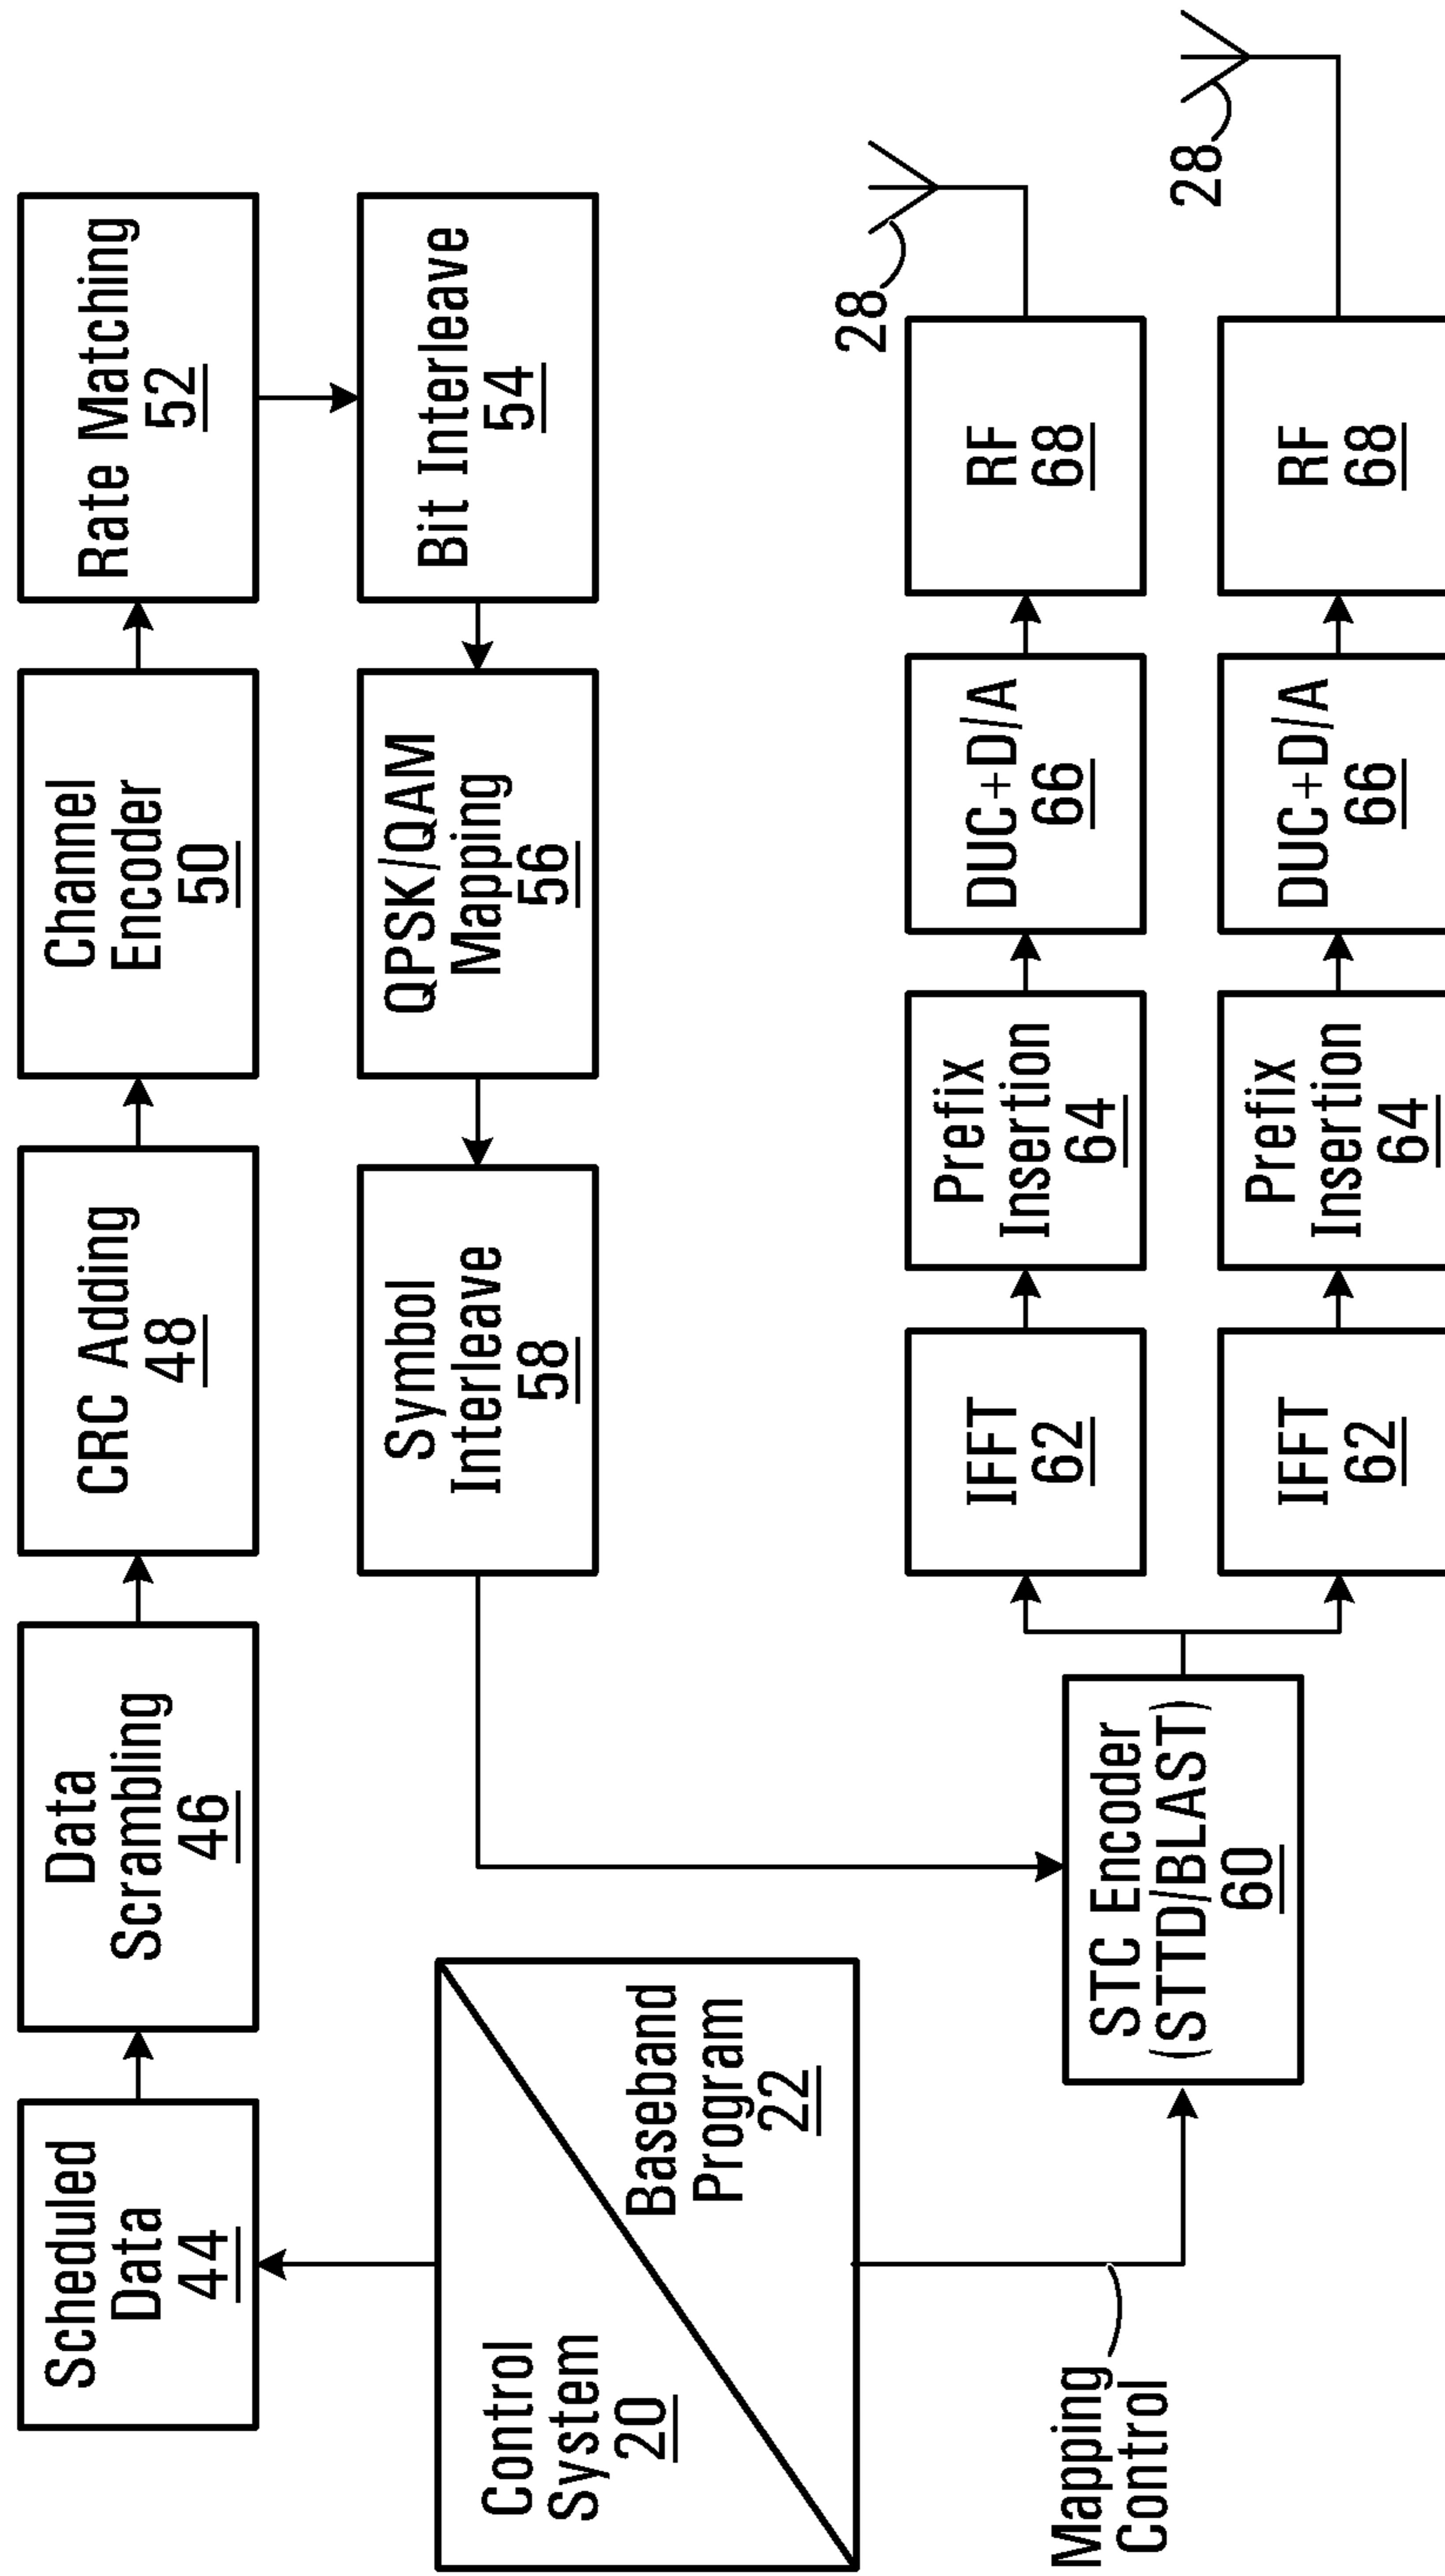 Scheduled
Data
44
Data
Scrambling
46
CRC Adding
48
Channel
Encoder
50
Rate Matching
52
Control
System
20
Baseband
Program
22
Symbol
Interleave
58
QPSK/QAM
Mapping
56
Bit Interleave
54
Mapping
Control
STC Encoder
(STTD/BLAST)
60
IFFT
62
Prefix
Insertion
64
DUC+D/A
66
RF
68
28
IFFT
62
Prefix
Insertion
64
DUC+D/A
66
RF
68
28